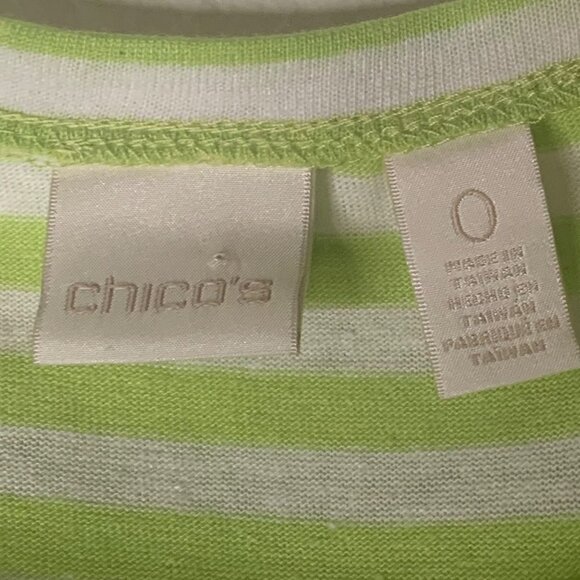 chico's
0
MADE IN
TAIWAN
HECHO EN
TAIWAN
FABRIQUE EN
TAIWAN